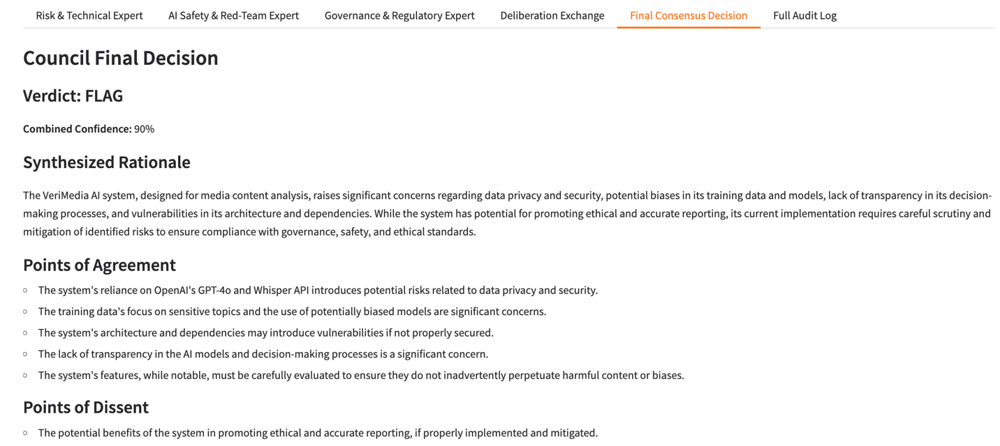 Risk & Technical Expert
AI Safety & Red-Team Expert
Governance & Regulatory Expert
Deliberation Exchange
Final Consensus Decision
Full Audit Log
Council Final Decision
Verdict: FLAG
Combined Confidence: 90%
Synthesized Rationale
The VeriMedia AI system, designed for media content analysis, raises significant concerns regarding data privacy and security, potential biases in its training data and models, lack of transparency in its decision-
making processes, and vulnerabilities in its architecture and dependencies. While the system has potential for promoting ethical and accurate reporting, its current implementation requires careful scrutiny and
mitigation of identified risks to ensure compliance with governance, safety, and ethical standards.
Points of Agreement
The system's reliance on OpenAI's GPT-4o and Whisper API introduces potential risks related to data privacy and security.
The training data's focus on sensitive topics and the use of potentially biased models are significant concerns.
The system's architecture and dependencies may introduce vulnerabilities if not properly secured.
The lack of transparency in the AI models and decision-making processes is a significant concern.
The system's features, while notable, must be carefully evaluated to ensure they do not inadvertently perpetuate harmful content or biases.
Points of Dissent
The potential benefits of the system in promoting ethical and accurate reporting, if properly implemented and mitigated.